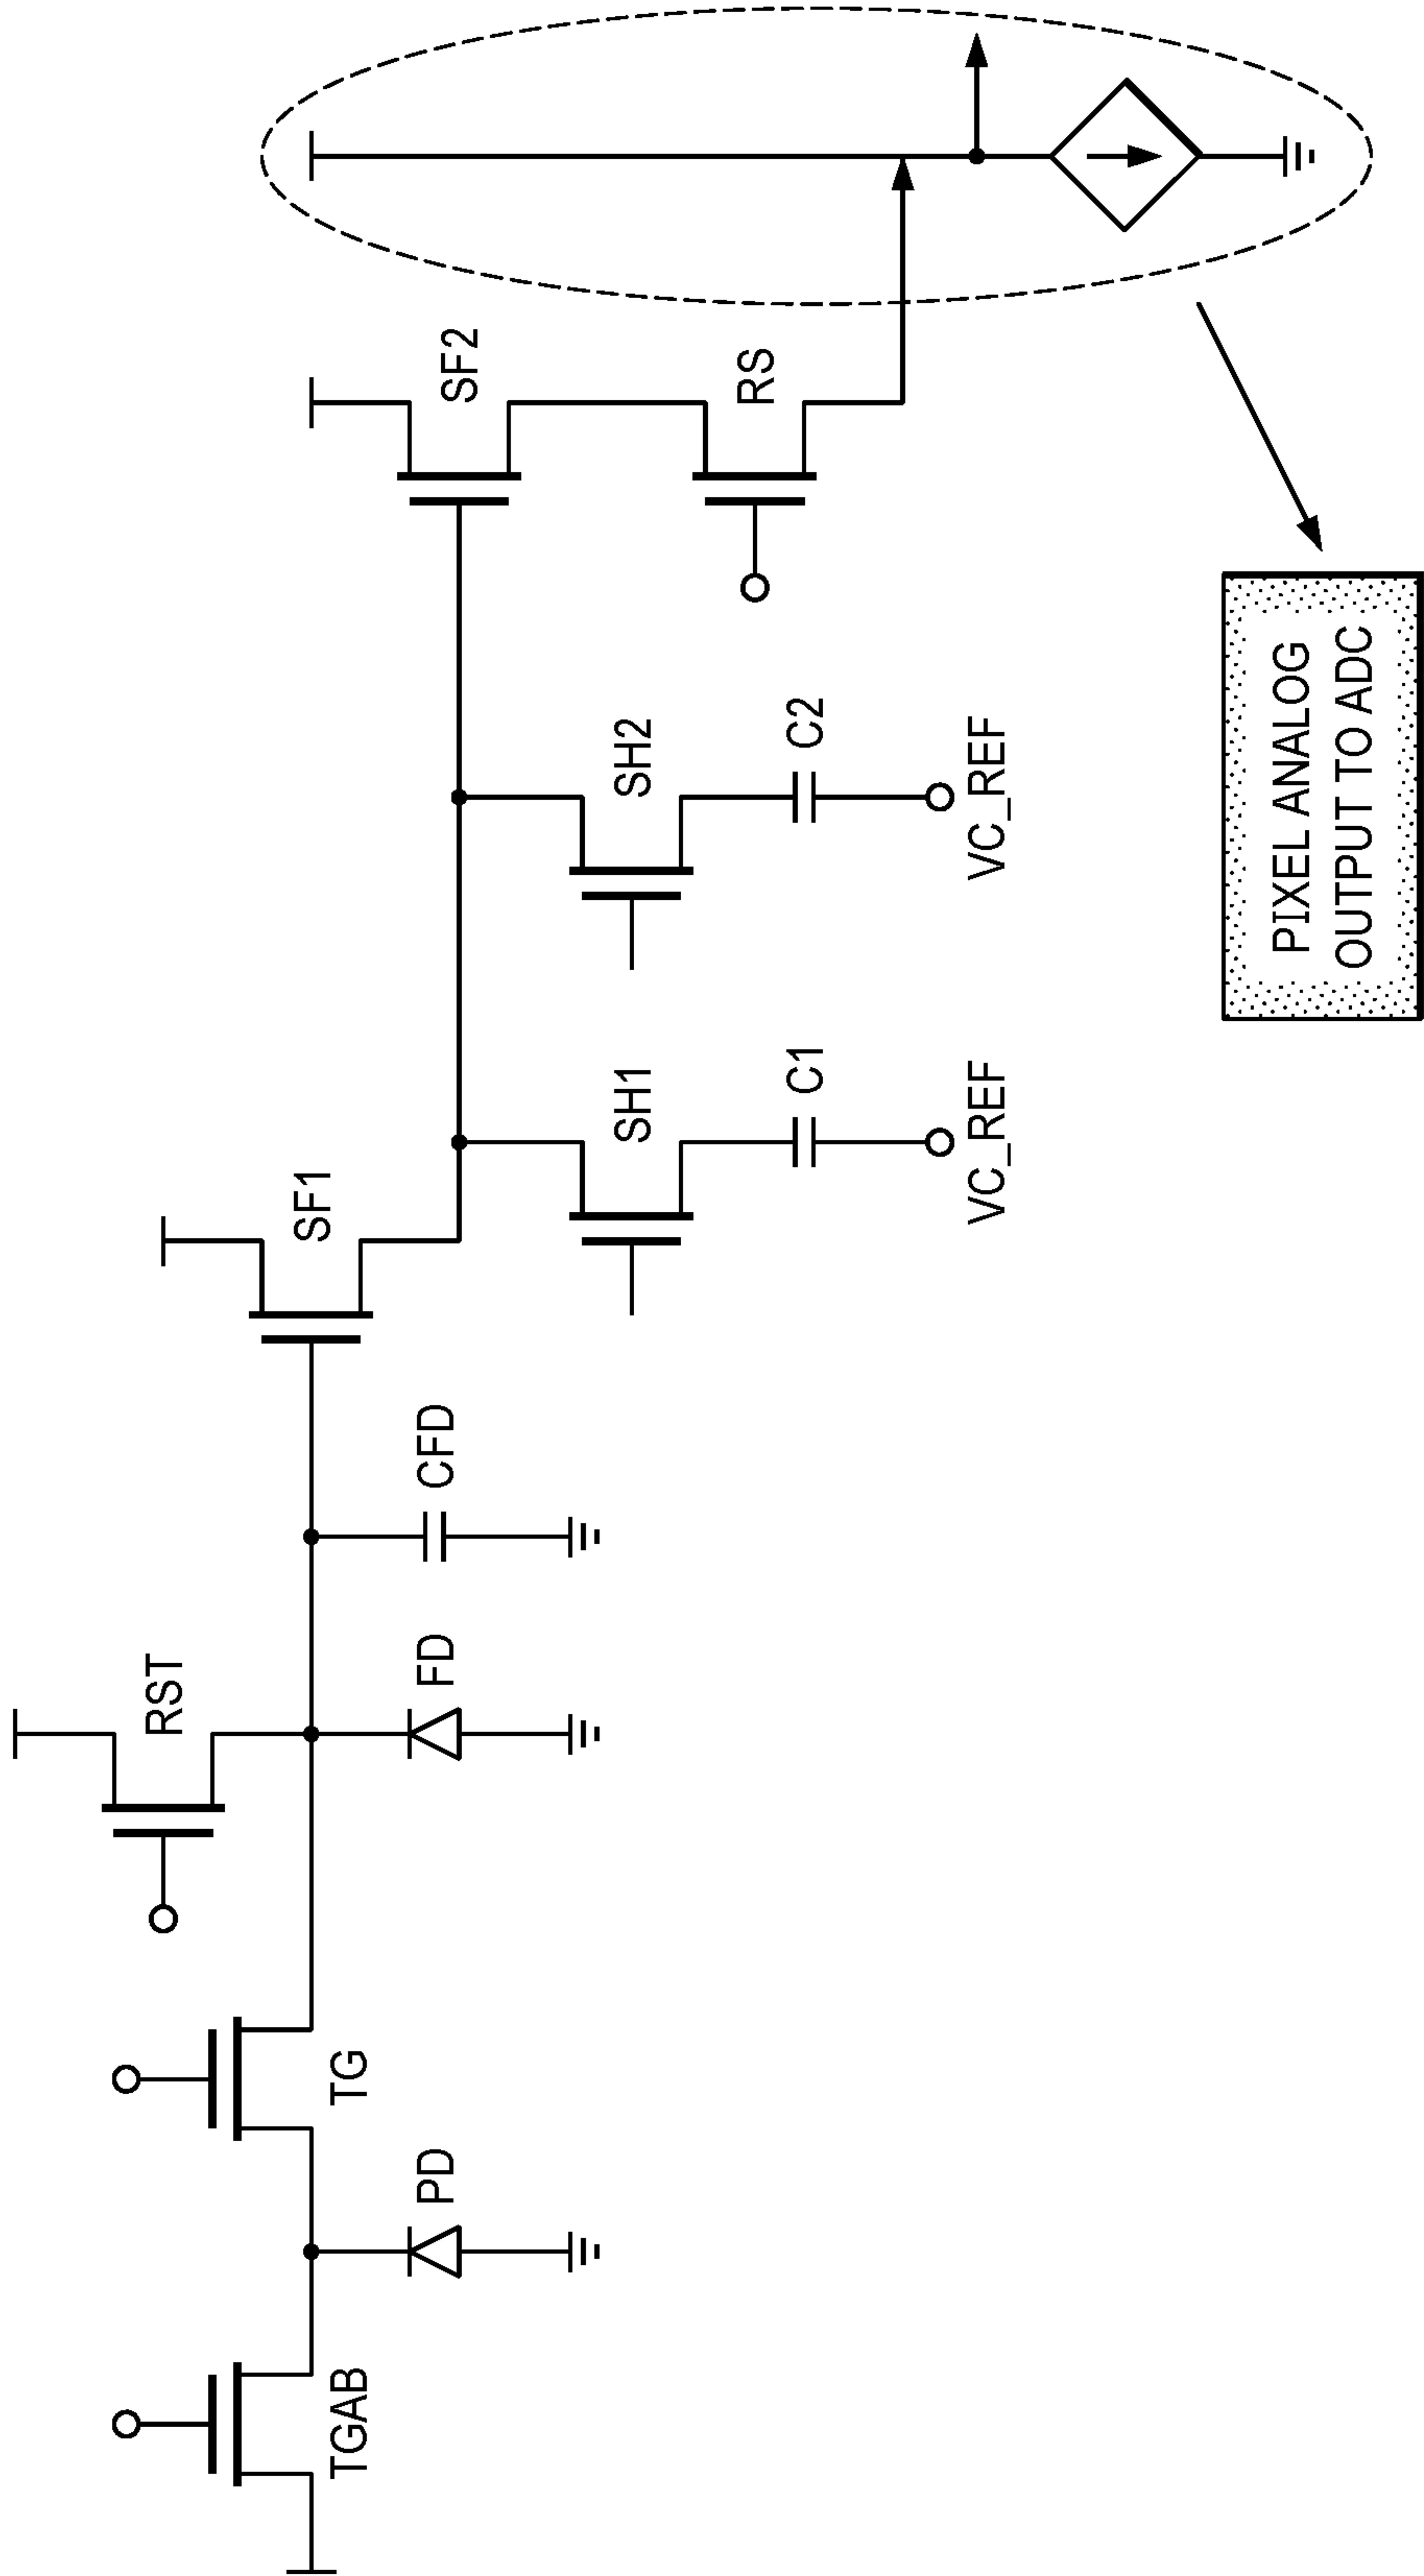 TGAB
PD
TG
RST
FD
CFD
SF1
SH1
C1
VC_REF
SH2
C2
VC_REF
SF2
RS
PIXEL ANALOG
OUTPUT TO ADC